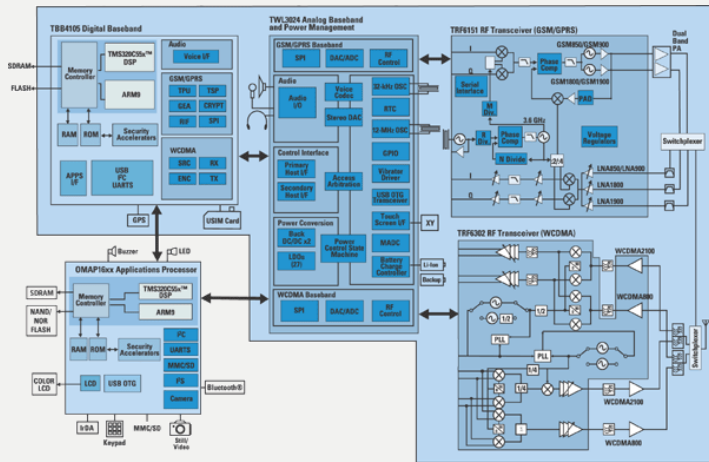 TBB4105 Digital Baseband
SDRAM
FLASH
Memory
Controller
TMS320C55x™
DSP
ARM9
RAM
ROM
Security
Accelerators
APPS
I/F
USB
I²C
UARTS
Audio
Voice I/F
GSM/GPRS
TPU
TSP
GEA
CRYPT
RIF
SPI
WCDMA
SRC
RX
ENC
TX
GPS
USIM Card
TWL3024 Analog Baseband
and Power Management
GSM/GPRS Baseband
SPI
DAC/ADC
RF
Control
Audio
Audio
I/O
Voice
Codec
Stereo DAC
32-kHz OSC
RTC
12-MHz OSC
GPIO
Vibrator
Driver
USB OTG
Transceiver
Touch
Screen I/F
MADC
Battery
Charge
Controller
Control Interface
Primary
Host I/F
Secondary
Host I/F
Access
Arbitration
Power Conversion
Buck
DC/DC x2
LDOs
(?7)
Power
Control State
Machine
WCDMA Baseband
SPI
DAC/ADC
RF
Control
XY
Li-Ion
Backup
TRF6151 RF Transceiver (GSM/GPRS)
I
Q
Serial
Interface
Phase
Comp
GSM850/GSM900
GSM1800/GSM1900
PAD
M
Div.
R
Div.
Phase
Comp
3.6 GHz
N Divide
2/4
Voltage
Regulators
I
Q
LNA850/LNA900
LNA1800
LNA1900
Dual
Band
PA
Switchplexer
TRF6302 RF Transceiver (WCDMA)
1/2
1/2
PLL
PLL
1/4
1/4
1/4
WCDMA2100
WCDMA800
WCDMA2100
WCDMA800
Switchplexer
Buzzer
LED
OMAP16xx Applications Processor
SDRAM
NAND/
NOR
FLASH
COLOR
LCD
Memory
Controller
TMS320C55x™
DSP
ARM9
RAM
ROM
Security
Accelerators
LCD
USB OTG
I²C
UARTS
MMC/SD
I²S
Camera
Bluetooth®
IrDA
Keypad
MMC/SD
Still/
Video